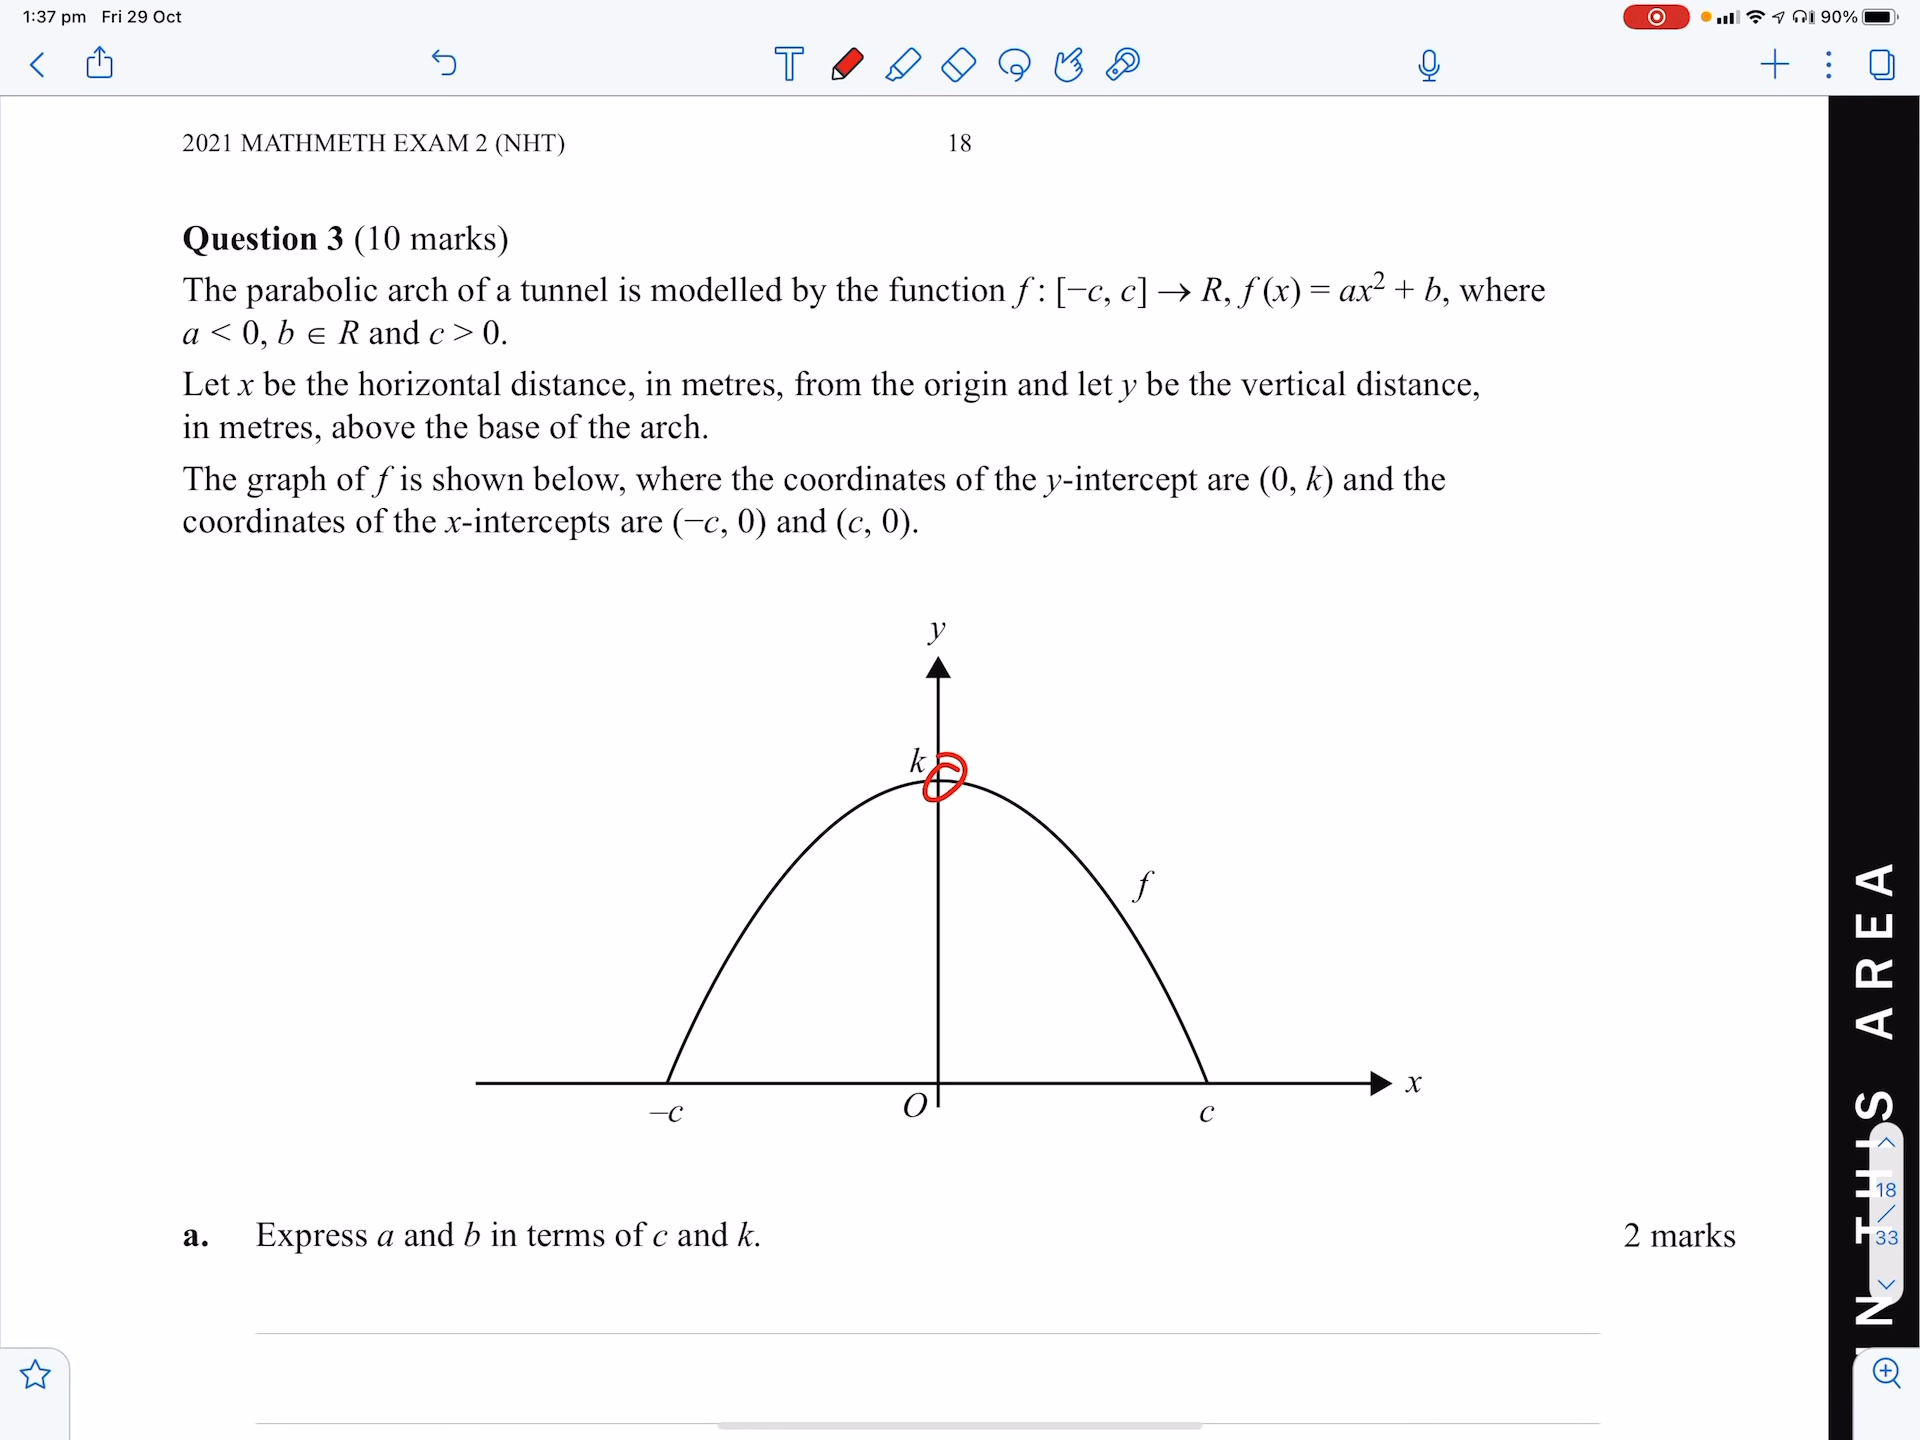 1:37 pm Fri 29 Oct
90%
2021 MATHMETH EXAM 2 (NHT)
18
Question 3 (10 marks)
The parabolic arch of a tunnel is modelled by the function f : [−c, c] → R, f (x) = ax² + b, where
a < 0, b ∈ R and c > 0.
Let x be the horizontal distance, in metres, from the origin and let y be the vertical distance,
in metres, above the base of the arch.
The graph of f is shown below, where the coordinates of the y-intercept are (0, k) and the
coordinates of the x-intercepts are (−c, 0) and (c, 0).
y
k
f
x
−c
O
c
a. Express a and b in terms of c and k.
2 marks
N THIS AREA
18
/
33